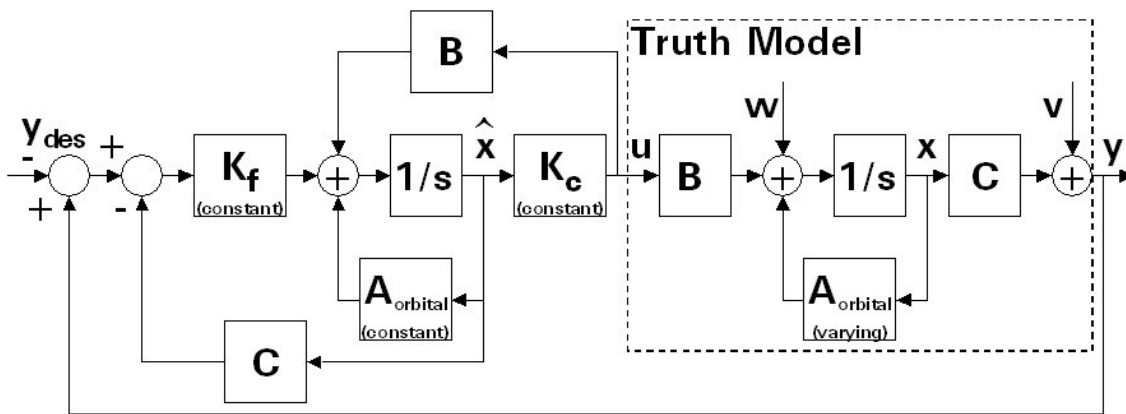 Truth Model
B
w
v
y_des
-
+
x̂
u
x
y
-
K_f
(constant)
+
1/s
K_c
(constant)
B
+
1/s
C
+
+
A_orbital
(constant)
A_orbital
(varying)
C